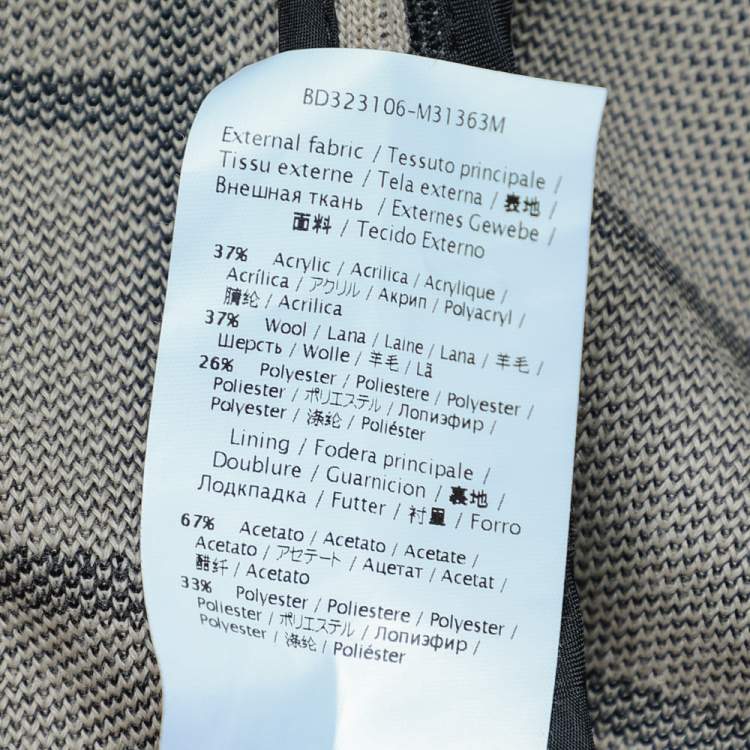 BD323106-M31363M
External fabric / Tessuto principale /
Tissu externe / Tela externa / 表地 /
Внешная ткань / Externes Gewebe /
面料 / Tecido Externo
37% Acrylic / Acrilica / Acrylique /
Acrílica / アクリル / Акрип / Polyacryl /
腈纶 / Acrilica
37% Wool / Lana / Laine / Lana / 羊毛 /
Шерсть / Wolle / 羊毛 / Lã
26% Polyester / Poliestere / Polyester /
Poliester / ポリエステル / Лопиэфир /
Polyester / 涤纶 / Poliéster
Lining / Fodera principale /
Doublure / Guarnicion / 裏地 /
Лодкпадка / Futter / 衬里 / Forro
67% Acetato / Acetato / Acetate /
Acetato / アセテート / Ацетат / Acetat /
醋纤 / Acetato
33% Polyester / Poliestere / Polyester /
Poliester / ポリエステル / Лопиэфир /
Polyester / 涤纶 / Poliéster